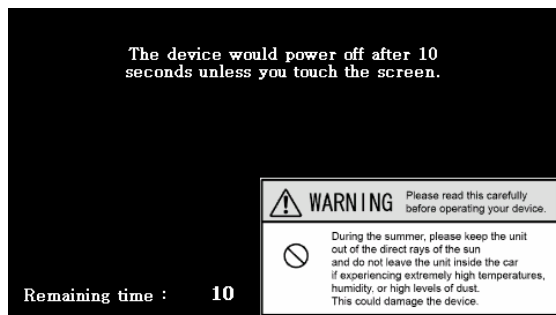 The device would power off after 10
seconds unless you touch the screen.
WARNING
Please read this carefully
before operating your device.
During the summer, please keep the unit
out of the direct rays of the sun
and do not leave the unit inside the car
if experiencing extremely high temperatures,
humidity. or high levels of dust.
This could damage the device.
Remaining time : 10